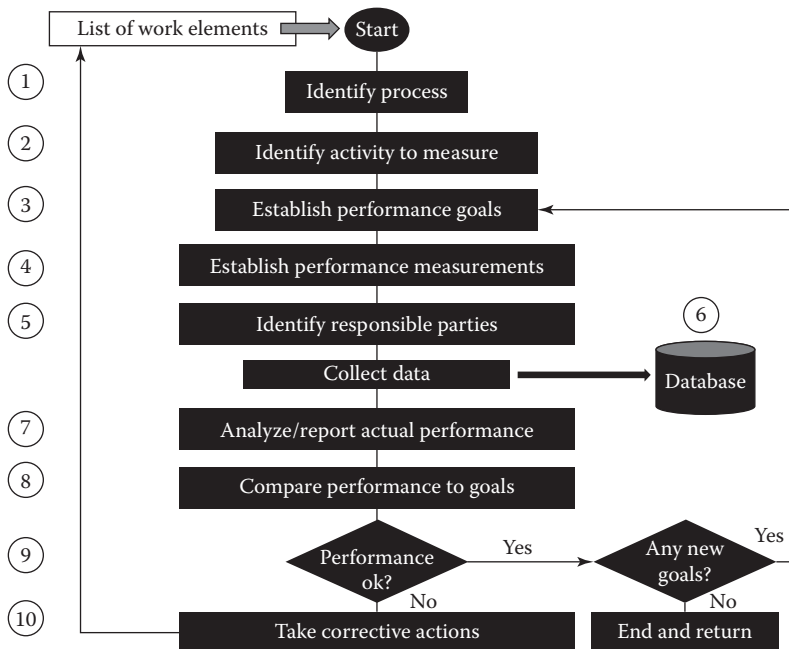 List of work elements
Start
1
Identify process
2
Identify activity to measure
3
Establish performance goals
4
Establish performance measurements
5
Identify responsible parties
6
Collect data
Database
7
Analyze/report actual performance
8
Compare performance to goals
9
Performance
ok?
Yes
Any new
goals?
Yes
No
No
10
Take corrective actions
End and return